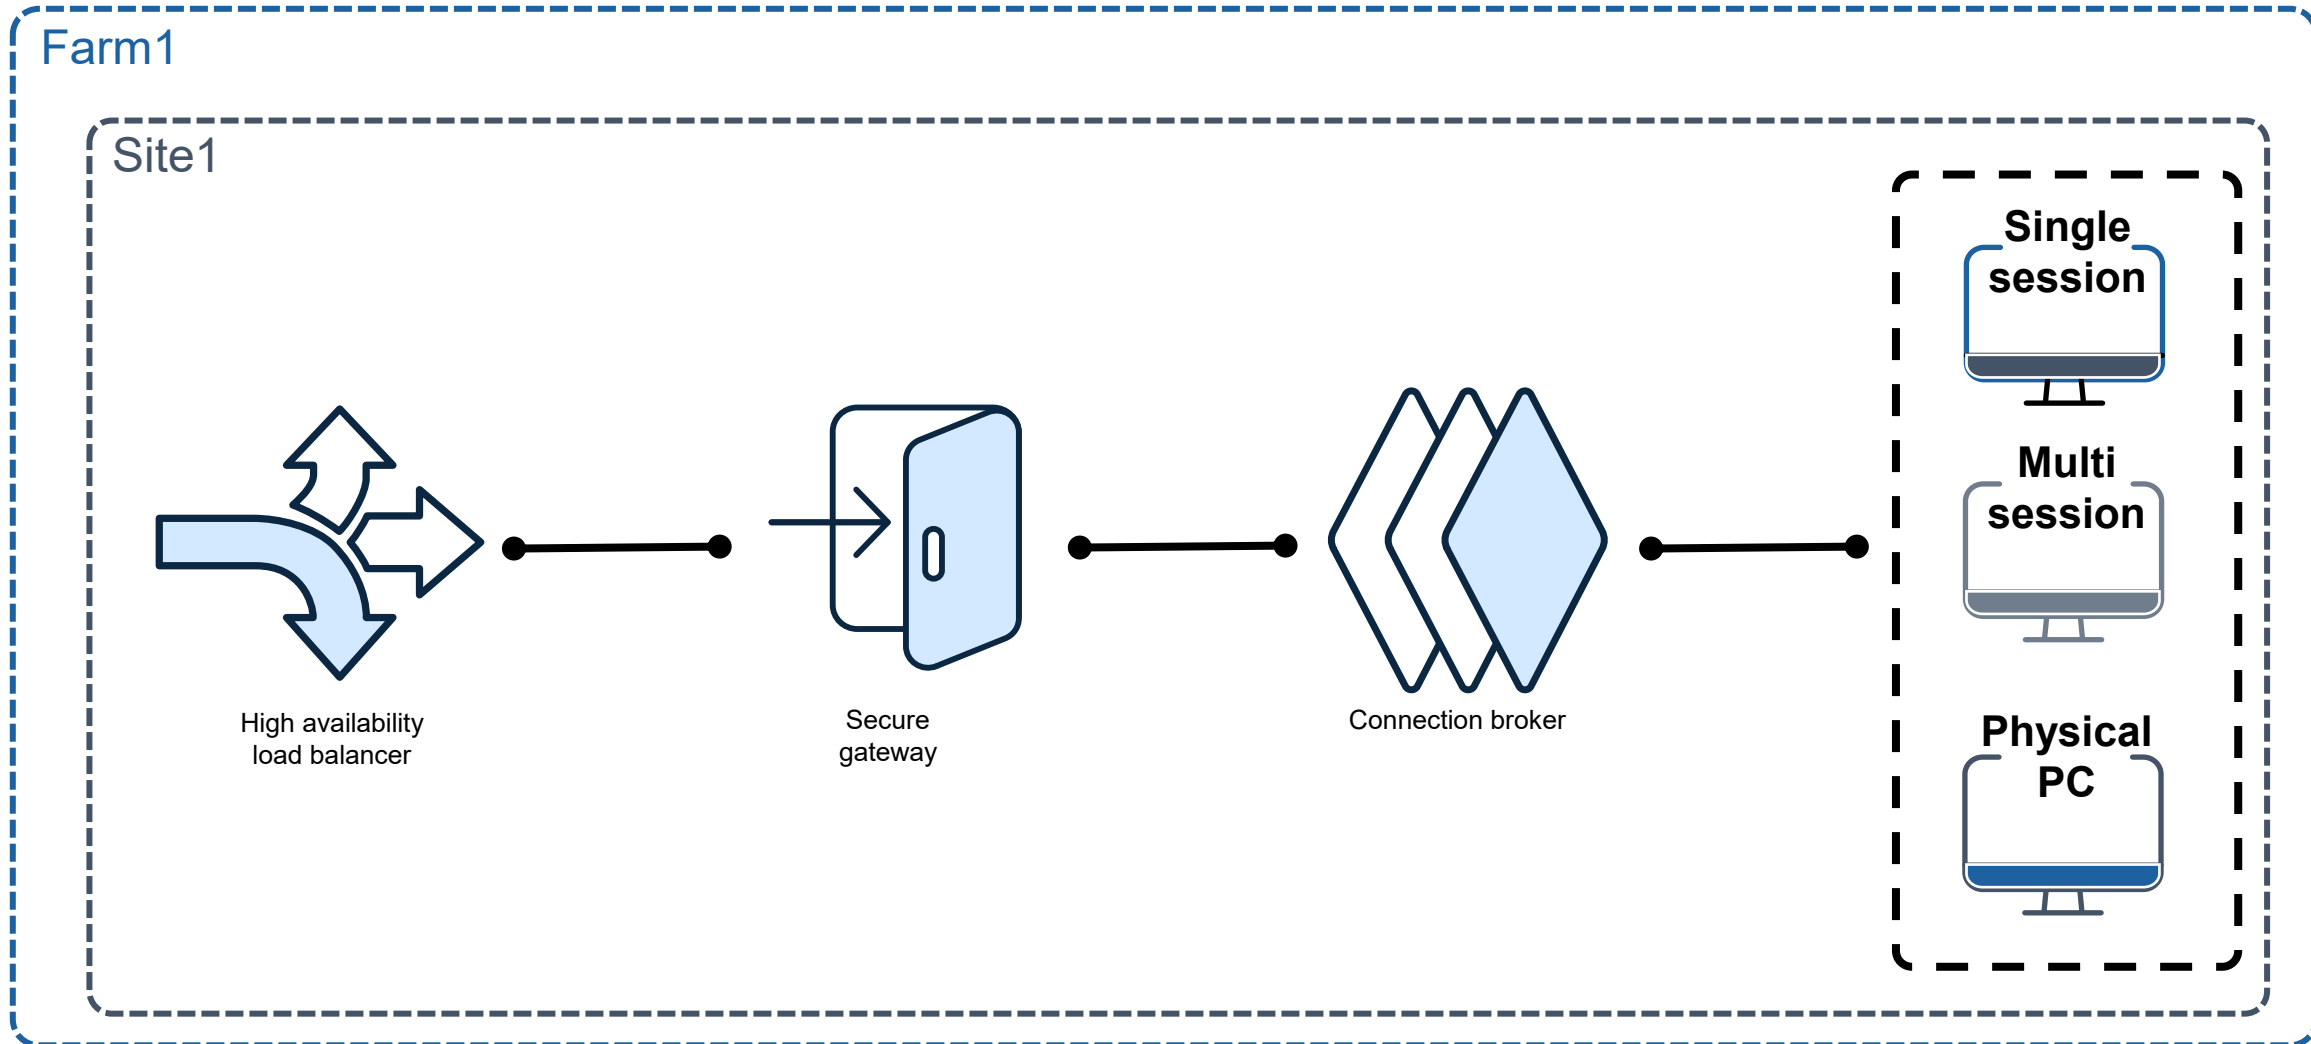 Farm1
Site1
High availability
load balancer
Secure
gateway
Connection broker
Single
session
Multi
session
Physical
PC